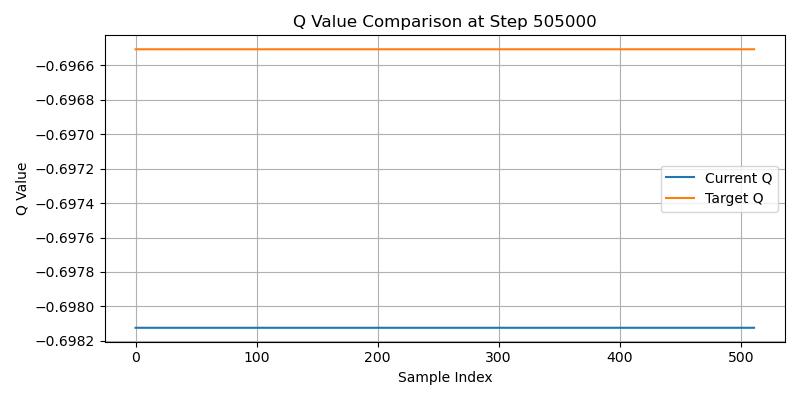 Q Value Comparison at Step 505000
−0.6966
−0.6968
−0.6970
−0.6972
−0.6974
−0.6976
−0.6978
−0.6980
−0.6982
Q Value
Current Q
Target Q
0 100 200 300 400 500
Sample Index